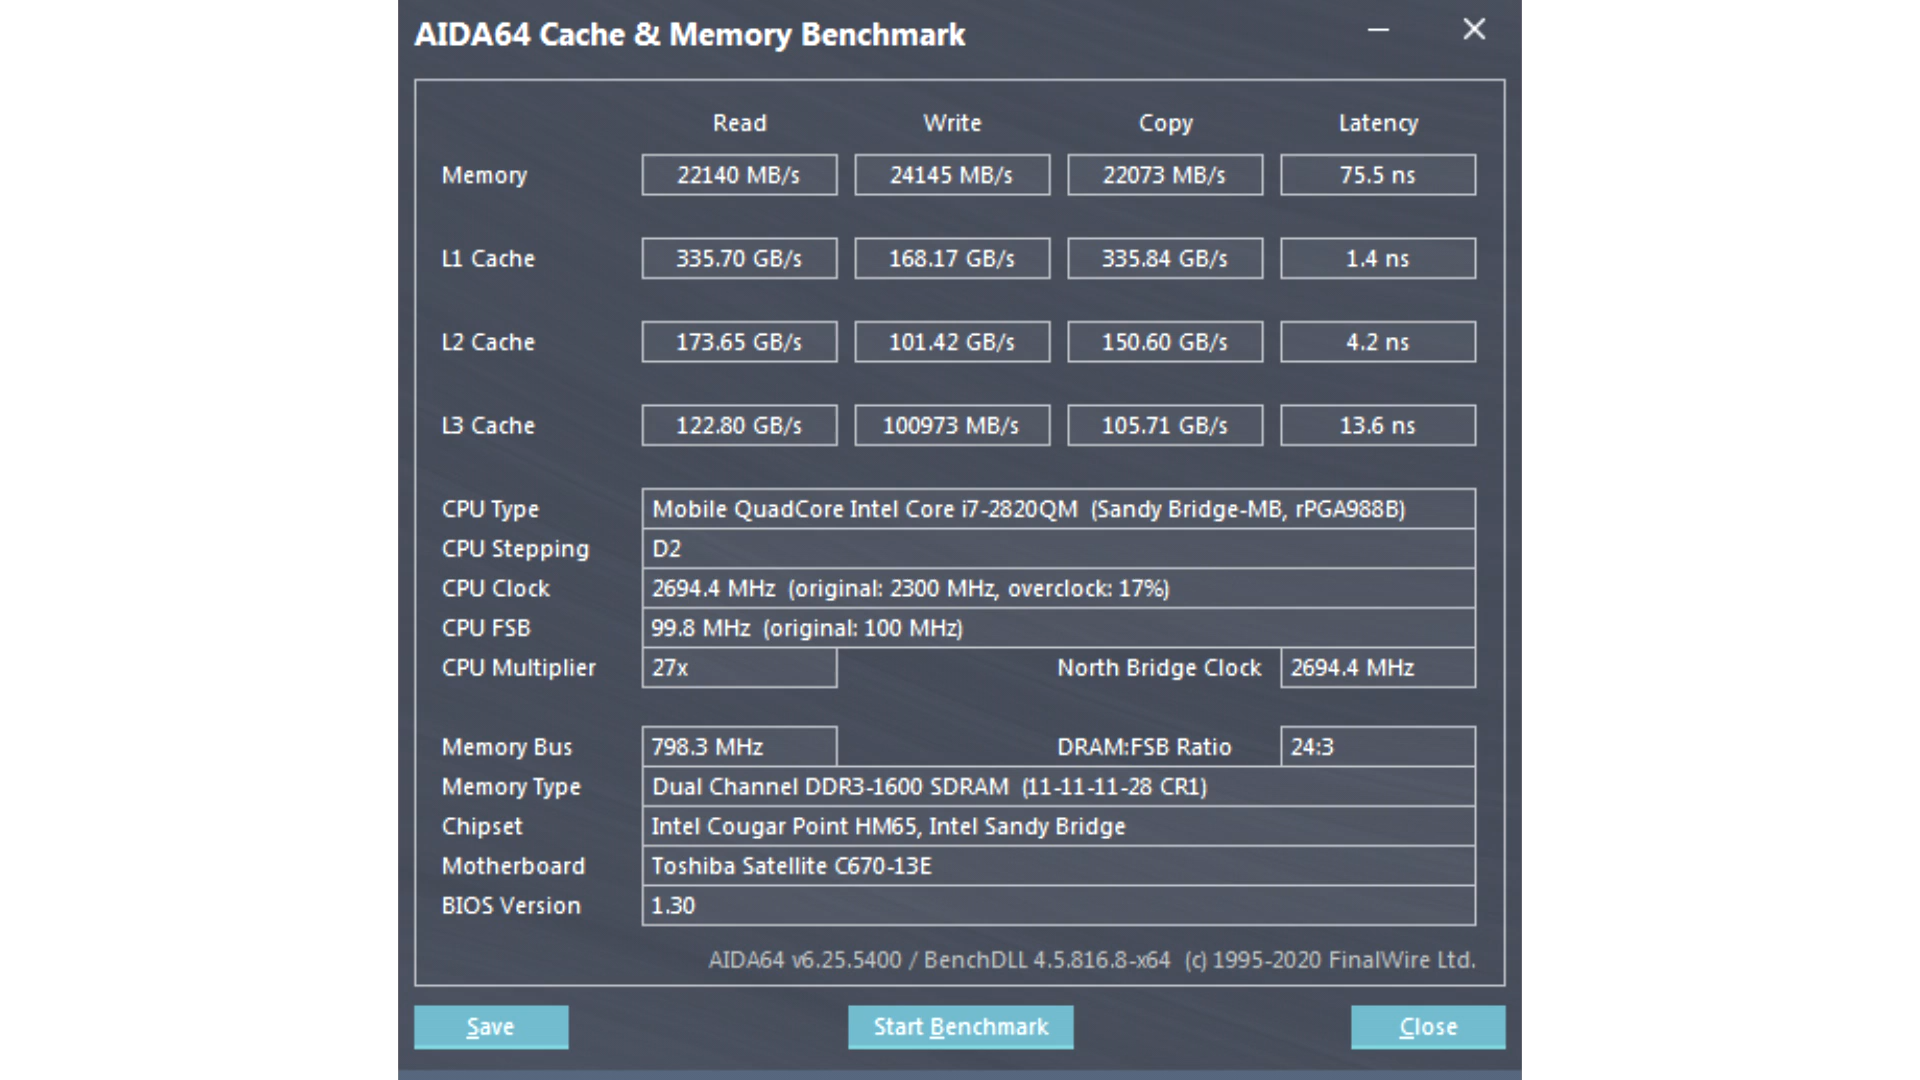 AIDA64 Cache & Memory Benchmark
Read Write Copy Latency
Memory 22140 MB/s 24145 MB/s 22073 MB/s 75.5 ns
L1 Cache 335.70 GB/s 168.17 GB/s 335.84 GB/s 1.4 ns
L2 Cache 173.65 GB/s 101.42 GB/s 150.60 GB/s 4.2 ns
L3 Cache 122.80 GB/s 100973 MB/s 105.71 GB/s 13.6 ns
CPU Type Mobile QuadCore Intel Core i7-2820QM (Sandy Bridge-MB, rPGA988B)
CPU Stepping D2
CPU Clock 2694.4 MHz (original: 2300 MHz, overclock: 17%)
CPU FSB 99.8 MHz (original: 100 MHz)
CPU Multiplier 27x North Bridge Clock 2694.4 MHz
Memory Bus 798.3 MHz DRAM:FSB Ratio 24:3
Memory Type Dual Channel DDR3-1600 SDRAM (11-11-11-28 CR1)
Chipset Intel Cougar Point HM65, Intel Sandy Bridge
Motherboard Toshiba Satellite C670-13E
BIOS Version 1.30
AIDA64 v6.25.5400 / BenchDLL 4.5.816.8-x64 (c) 1995-2020 FinalWire Ltd.
Save Start Benchmark Close